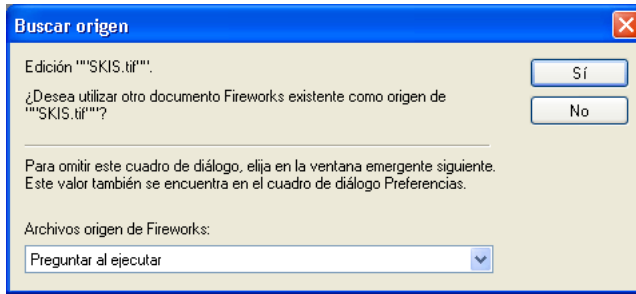 Buscar origen
Edición '""SKIS.tif""'.
Sí
¿Desea utilizar otro documento Fireworks existente como origen de
'""SKIS.tif""'?
No
Para omitir este cuadro de diálogo, elija en la ventana emergente siguiente.
Este valor también se encuentra en el cuadro de diálogo Preferencias.
Archivos origen de Fireworks:
Preguntar al ejecutar